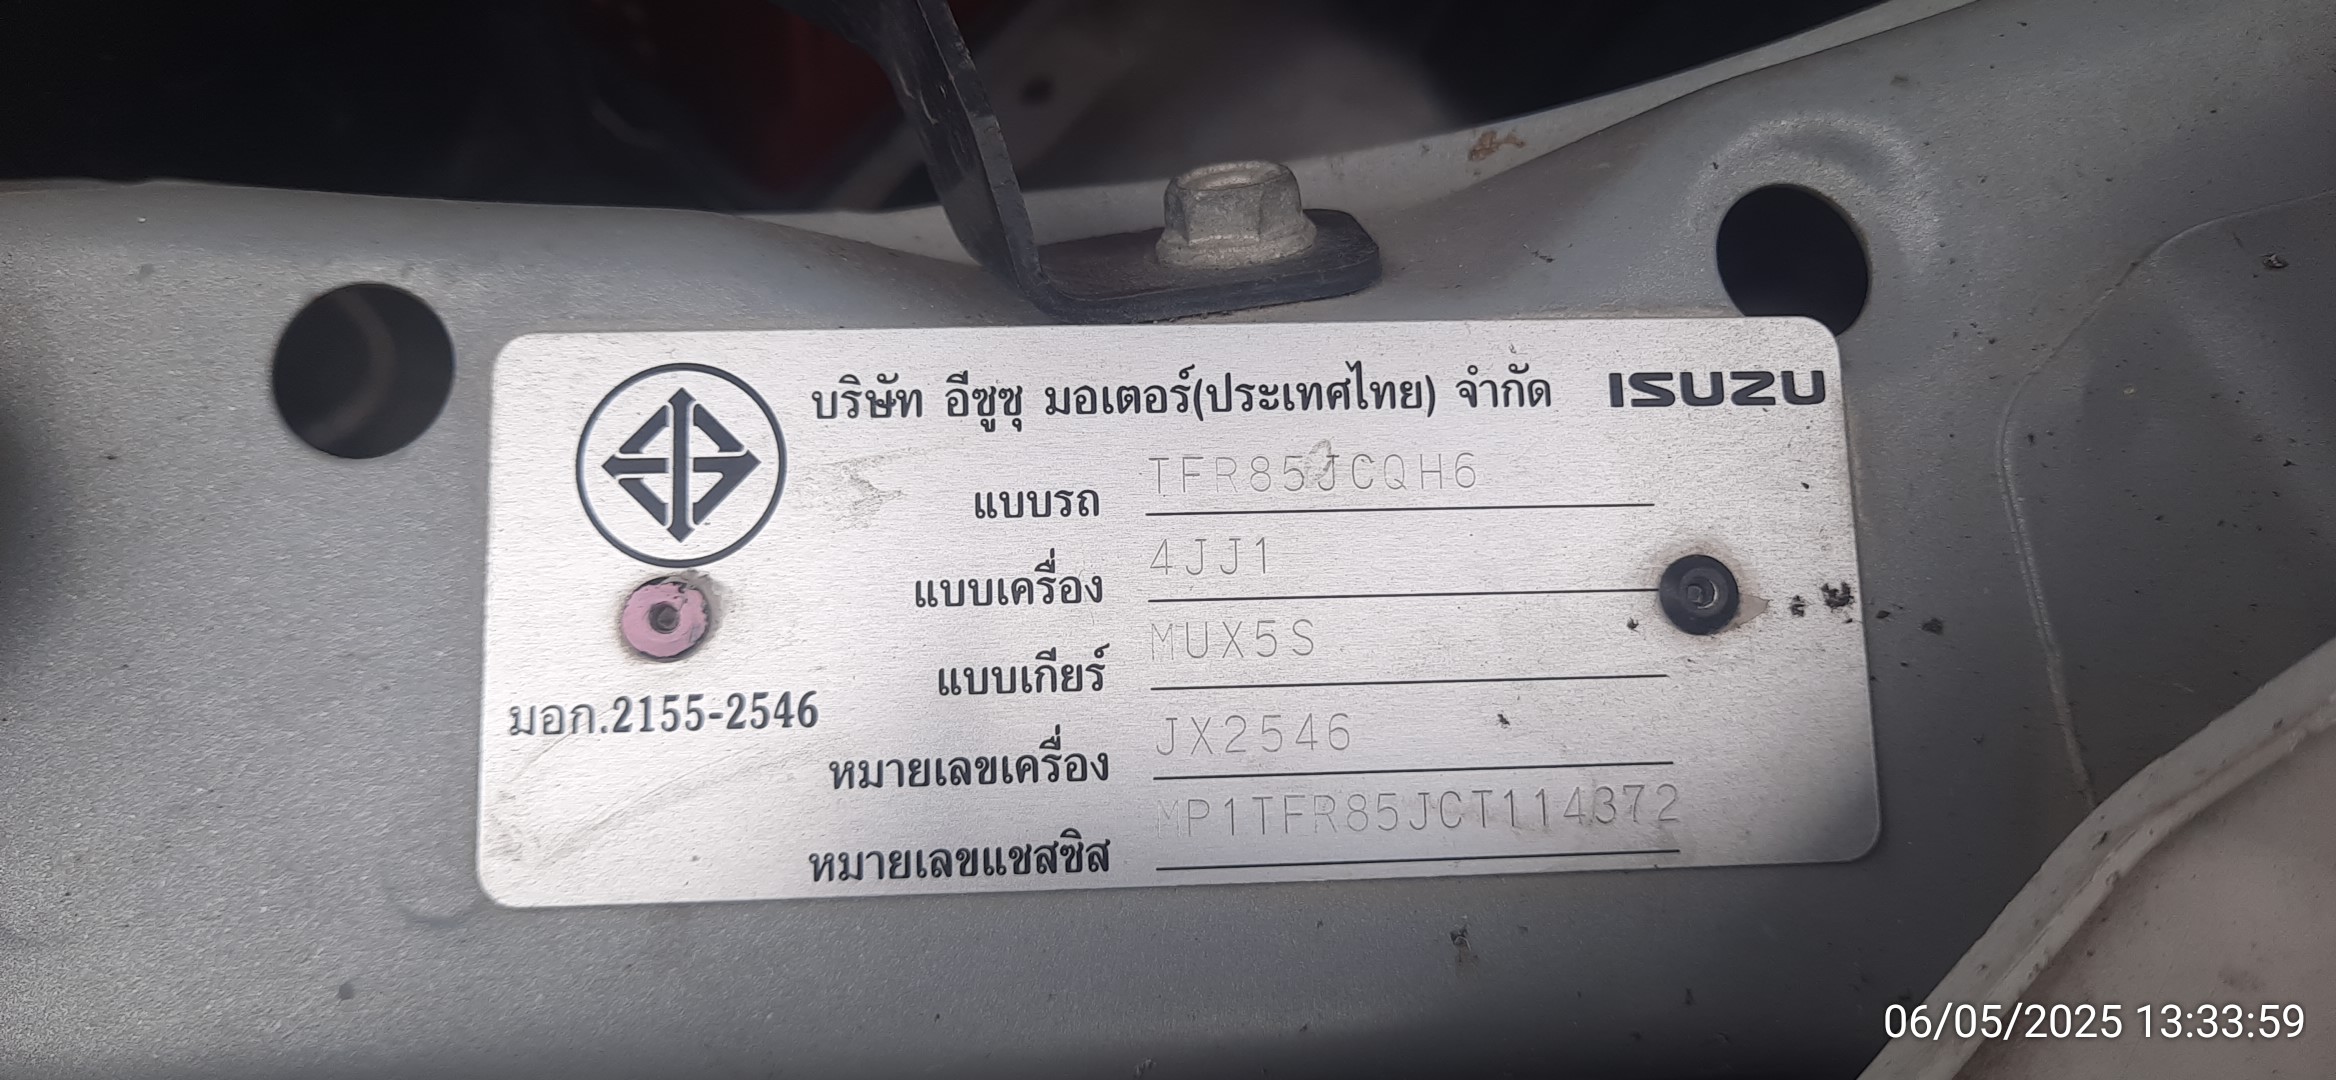 บริษัท อีซูซุ มอเตอร์(ประเทศไทย) จำกัด ISUZU
แบบรถ TFR85JCQH6
แบบเครื่อง 4JJ1
แบบเกียร์ MUX5S
มอก.2155-2546
หมายเลขเครื่อง JX2546
หมายเลขแชสซิส MP1TFR85JCT114372
06/05/2025 13:33:59